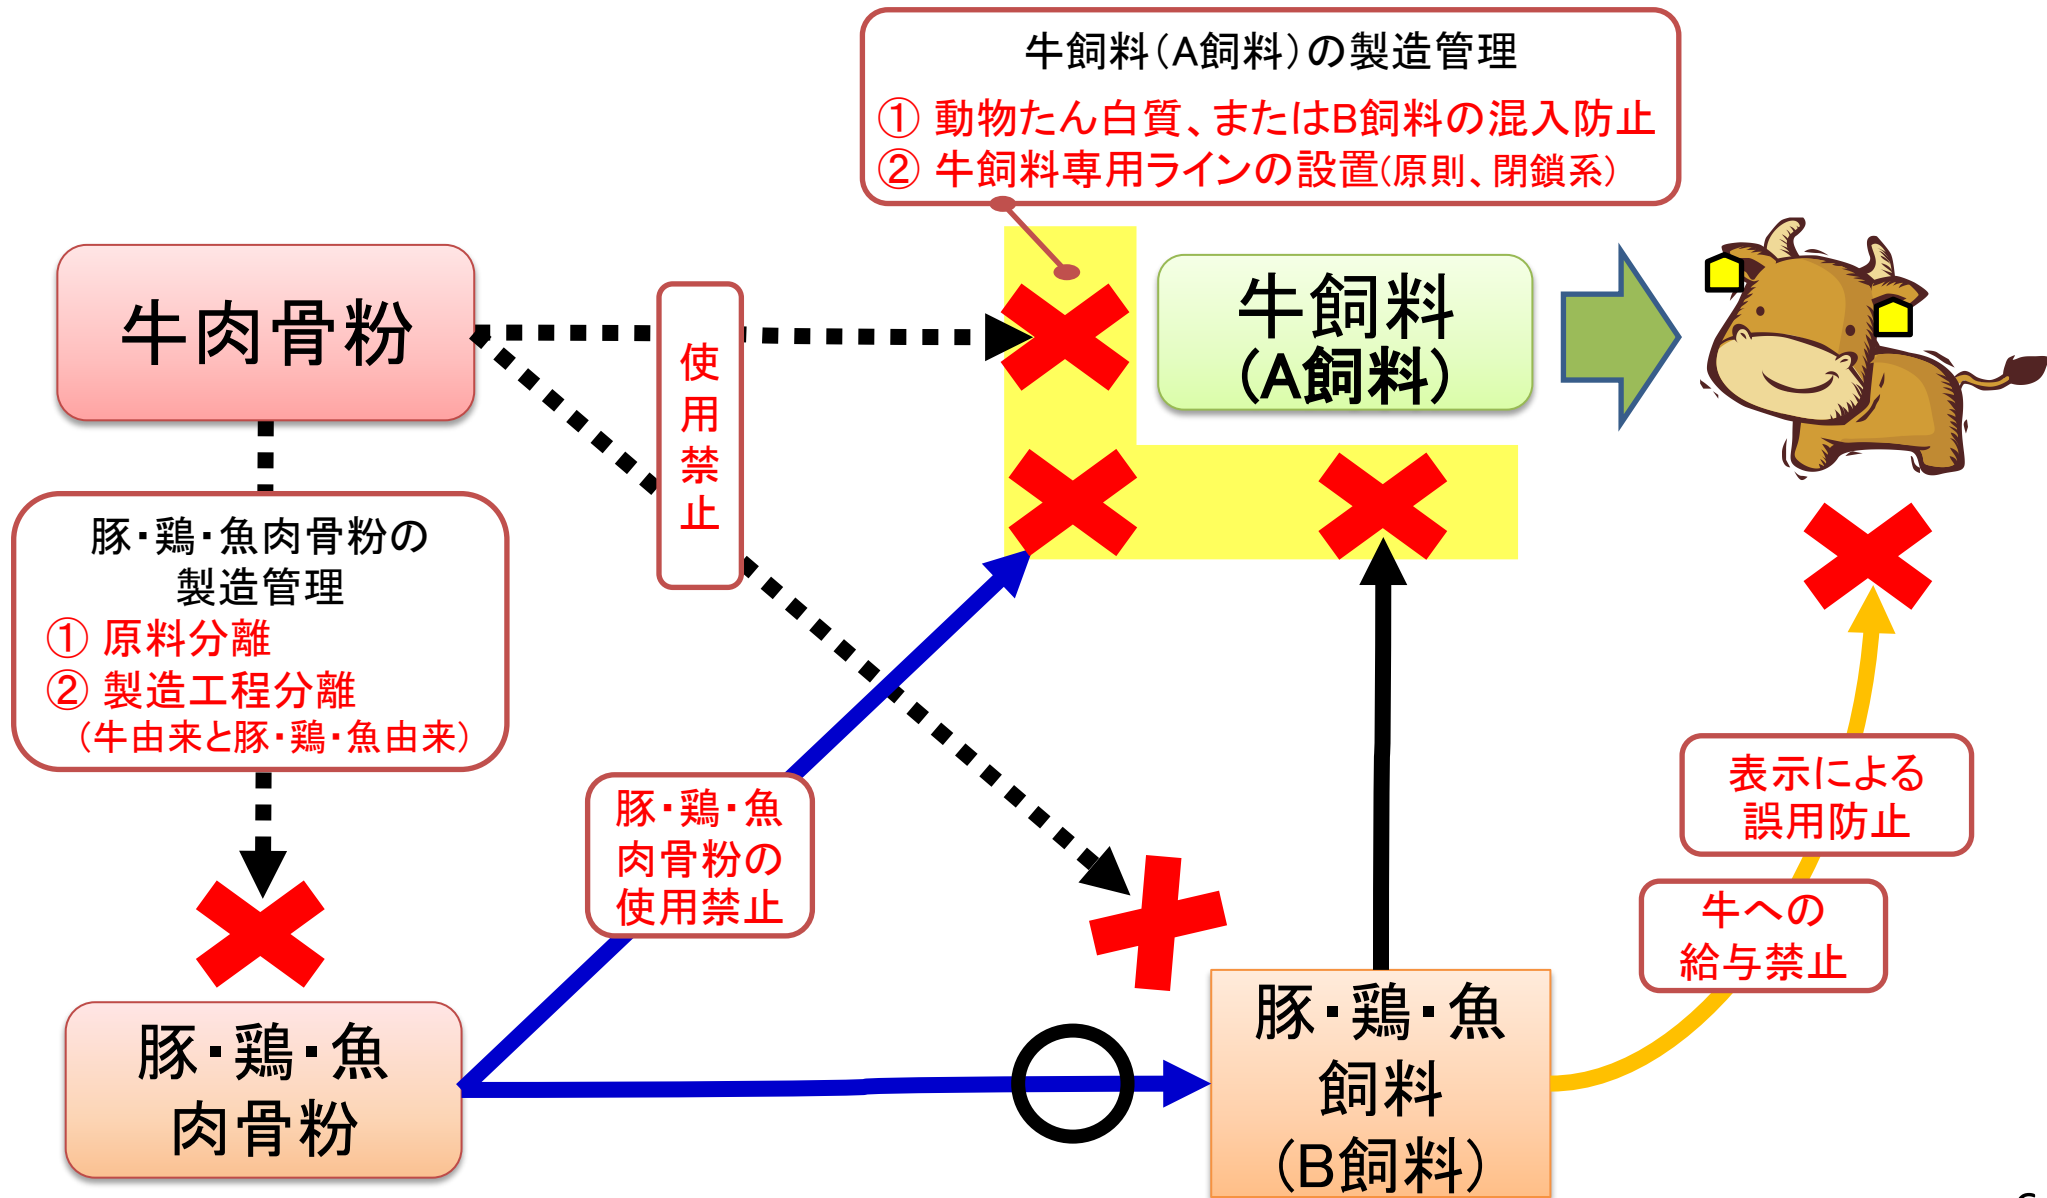 牛飼料(A飼料)の製造管理
① 動物たん白質、またはB飼料の混入防止
② 牛飼料専用ラインの設置(原則、閉鎖系)
牛肉骨粉
使用禁止
牛飼料
(A飼料)
豚・鶏・魚肉骨粉の
製造管理
① 原料分離
② 製造工程分離
(牛由来と豚・鶏・魚由来)
豚・鶏・魚
肉骨粉の
使用禁止
表示による
誤用防止
牛への
給与禁止
豚・鶏・魚
肉骨粉
豚・鶏・魚
飼料
(B飼料)